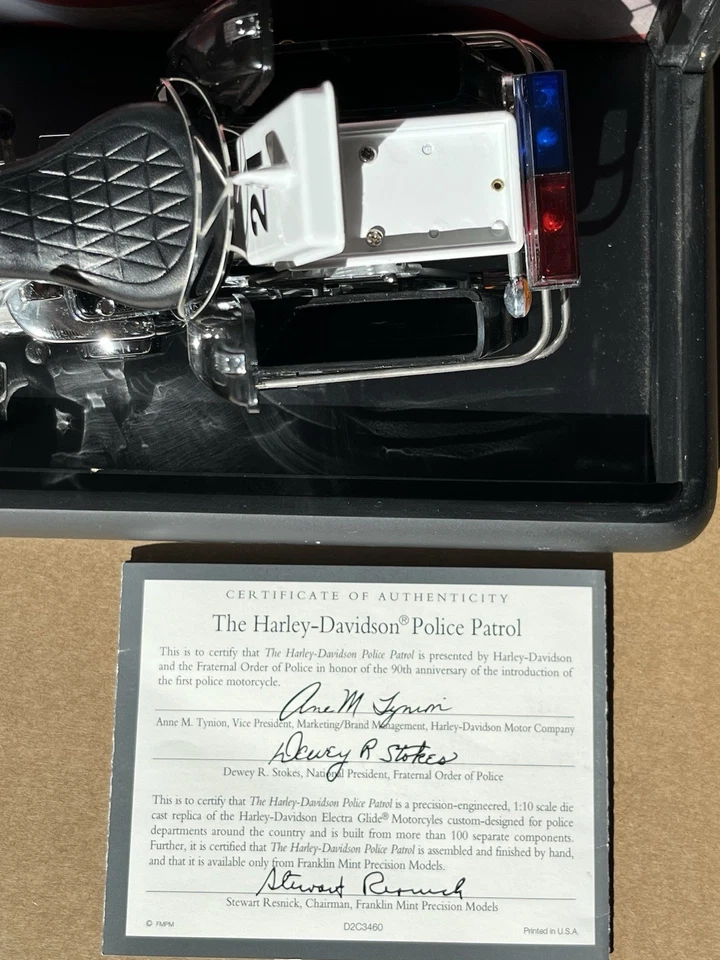 2
CERTIFICATE OF AUTHENTICITY
The Harley-Davidson® Police Patrol
This is to certify that The Harley-Davidson Police Patrol is presented by Harley-Davidson
and the Fraternal Order of Police in honor of the 90th anniversary of the introduction of
the first police motorcycle.
Anne M Tynion
Anne M. Tynion, Vice President, Marketing/Brand Management, Harley-Davidson Motor Company
Dewey R Stokes
Dewey R. Stokes, National President, Fraternal Order of Police
This is to certify that The Harley-Davidson Police Patrol is a precision-engineered, 1:10 scale die
cast replica of the Harley-Davidson Electra Glide® Motorcyles custom-designed for police
departments around the country and is built from more than 100 separate components.
Further, it is certified that The Harley-Davidson Police Patrol is assembled and finished by hand,
and that it is available only from Franklin Mint Precision Models.
Stewart Resnick
Stewart Resnick, Chairman, Franklin Mint Precision Models
© FMPM
D2C3460
Printed in U.S.A.